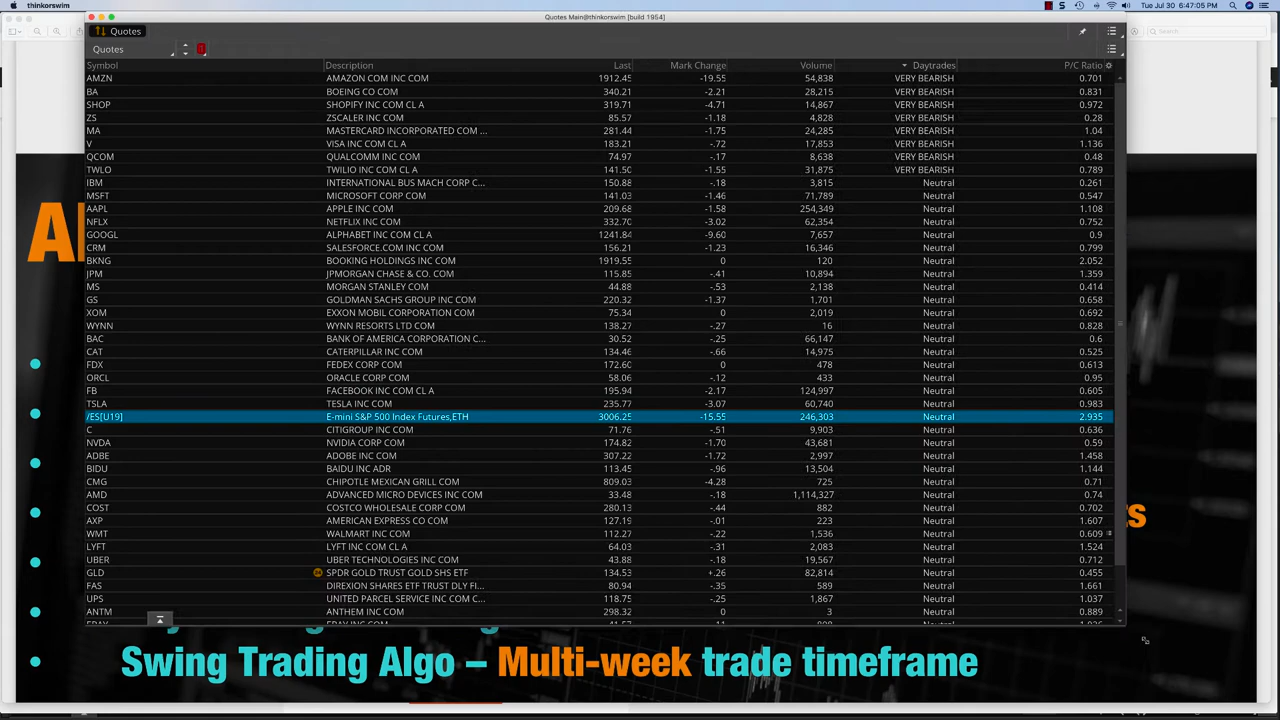 thinkorswim Tue Jul 30 6:47:05 PM
Quotes Main@thinkorswim [build 1954]
Quotes
Search
Quotes
Symbol Description Last Mark Change Volume Daytrades P/C Ratio
AMZN AMAZON COM INC COM 1912.45 -19.55 54,838 VERY BEARISH 0.701
BA BOEING CO COM 340.21 -2.21 28,215 VERY BEARISH 0.831
SHOP SHOPIFY INC COM CL A 319.71 -4.71 14,867 VERY BEARISH 0.972
ZS ZSCALER INC COM 85.57 -1.18 4,828 VERY BEARISH 0.28
MA MASTERCARD INCORPORATED COM ... 281.44 -1.75 24,285 VERY BEARISH 1.04
V VISA INC COM CL A 183.21 -.72 17,853 VERY BEARISH 1.136
QCOM QUALCOMM INC COM 74.97 -.17 8,638 VERY BEARISH 0.48
TWLO TWILIO INC COM CL A 141.50 -1.55 31,875 VERY BEARISH 0.789
IBM INTERNATIONAL BUS MACH CORP C... 150.88 -.18 3,815 Neutral 0.261
MSFT MICROSOFT CORP COM 141.03 -1.46 71,789 Neutral 0.547
AAPL APPLE INC COM 209.68 -1.58 254,349 Neutral 1.108
NFLX NETFLIX INC COM 332.70 -3.02 62,354 Neutral 0.752
GOOGL ALPHABET INC COM CL A 1241.84 -9.60 7,657 Neutral 0.9
CRM SALESFORCE.COM INC COM 156.21 -1.23 16,346 Neutral 0.799
BKNG BOOKING HOLDINGS INC COM 1919.55 0 120 Neutral 2.052
JPM JPMORGAN CHASE & CO. COM 115.85 -.41 10,894 Neutral 1.359
MS MORGAN STANLEY COM 44.88 -.53 2,138 Neutral 0.414
GS GOLDMAN SACHS GROUP INC COM 220.32 -1.37 1,701 Neutral 0.658
XOM EXXON MOBIL CORPORATION COM 75.34 0 2,019 Neutral 0.692
WYNN WYNN RESORTS LTD COM 138.27 -.27 16 Neutral 0.828
BAC BANK OF AMERICA CORPORATION C... 30.52 -.25 66,147 Neutral 0.6
CAT CATERPILLAR INC COM 134.46 -.66 14,975 Neutral 0.525
FDX FEDEX CORP COM 172.60 0 478 Neutral 0.613
ORCL ORACLE CORP COM 58.06 -.12 433 Neutral 0.95
FB FACEBOOK INC COM CL A 195.94 -2.17 124,997 Neutral 0.605
TSLA TESLA INC COM 235.77 -3.07 60,740 Neutral 0.983
/ES[U19] E-mini S&P 500 Index Futures,ETH 3006.25 -15.55 246,303 Neutral 2.935
C CITIGROUP INC COM 71.76 -.51 9,903 Neutral 0.636
NVDA NVIDIA CORP COM 174.82 -1.70 43,681 Neutral 0.59
ADBE ADOBE INC COM 307.22 -1.72 2,997 Neutral 1.458
BIDU BAIDU INC ADR 113.45 -.96 13,504 Neutral 1.144
CMG CHIPOTLE MEXICAN GRILL COM 809.03 -4.28 725 Neutral 0.71
AMD ADVANCED MICRO DEVICES INC COM 33.48 -.18 1,114,327 Neutral 0.74
COST COSTCO WHOLESALE CORP COM 280.13 -.44 882 Neutral 0.702
AXP AMERICAN EXPRESS CO COM 127.19 -.01 223 Neutral 1.607
WMT WALMART INC COM 112.27 -.22 1,536 Neutral 0.609
LYFT LYFT INC COM CL A 64.03 -.31 2,083 Neutral 1.524
UBER UBER TECHNOLOGIES INC COM 43.88 -.18 19,567 Neutral 0.712
GLD SPDR GOLD TRUST GOLD SHS ETF 134.53 +.26 82,814 Neutral 0.455
FAS DIREXION SHARES ETF TRUST DLY FI... 80.94 -.35 589 Neutral 1.661
UPS UNITED PARCEL SERVICE INC COM C... 118.75 -.25 1,867 Neutral 1.037
ANTM ANTHEM INC COM 298.32 0 3 Neutral 0.889
Swing Trading Algo – Multi-week trade timeframe